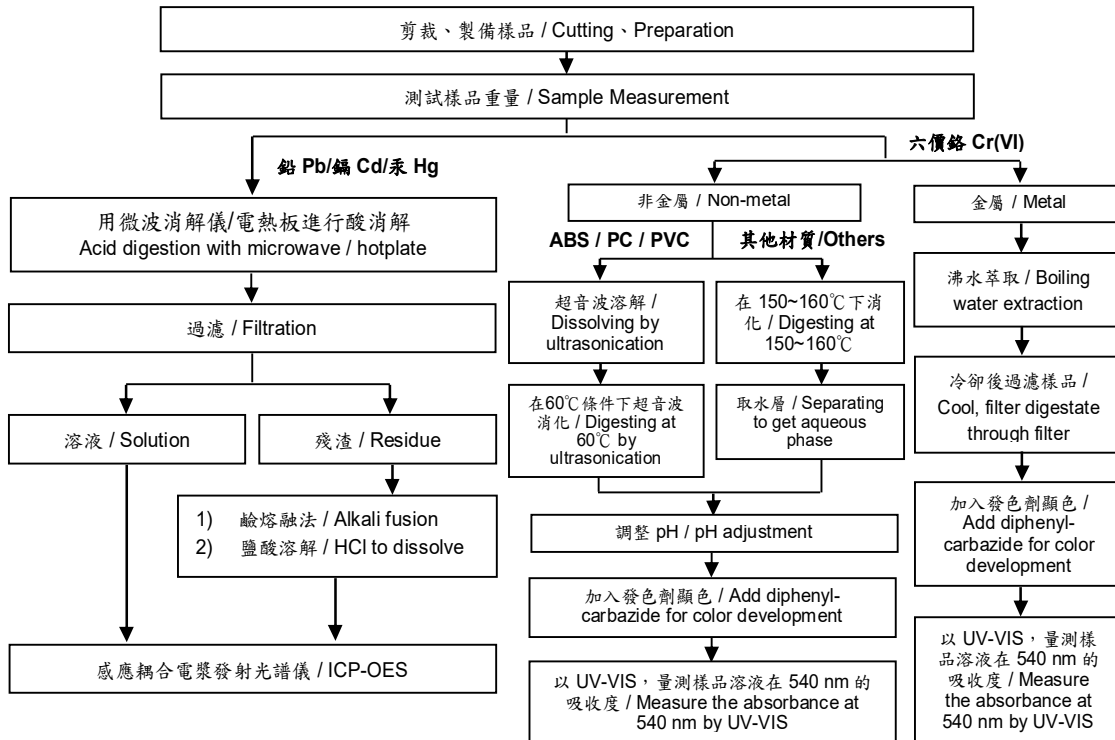 剪裁、製備樣品 / Cutting、Preparation
測試樣品重量 / Sample Measurement
鉛 Pb/鎘 Cd/汞 Hg
用微波消解儀/電熱板進行酸消解
Acid digestion with microwave / hotplate
過濾 / Filtration
溶液 / Solution
殘渣 / Residue
1) 鹼熔融法 / Alkali fusion
2) 鹽酸溶解 / HCl to dissolve
感應耦合電漿發射光譜儀 / ICP-OES
六價鉻 Cr(VI)
非金屬 / Non-metal
ABS / PC / PVC
超音波溶解 /
Dissolving by
ultrasonication
在60℃條件下超音波
消化 / Digesting at
60℃ by
ultrasonication
其他材質/Others
在 150~160℃下消
化 / Digesting at
150~160℃
取水層 / Separating
to get aqueous
phase
調整 pH / pH adjustment
加入發色劑顯色 / Add diphenyl-
carbazide for color development
以 UV-VIS，量測樣品溶液在 540 nm 的
吸收度 / Measure the absorbance at
540 nm by UV-VIS
金屬 / Metal
沸水萃取 / Boiling
water extraction
冷卻後過濾樣品 /
Cool, filter digestate
through filter
加入發色劑顯色 /
Add diphenyl-
carbazide for color
development
以 UV-VIS，量測樣
品溶液在 540 nm 的
吸收度 / Measure
the absorbance at
540 nm by UV-VIS